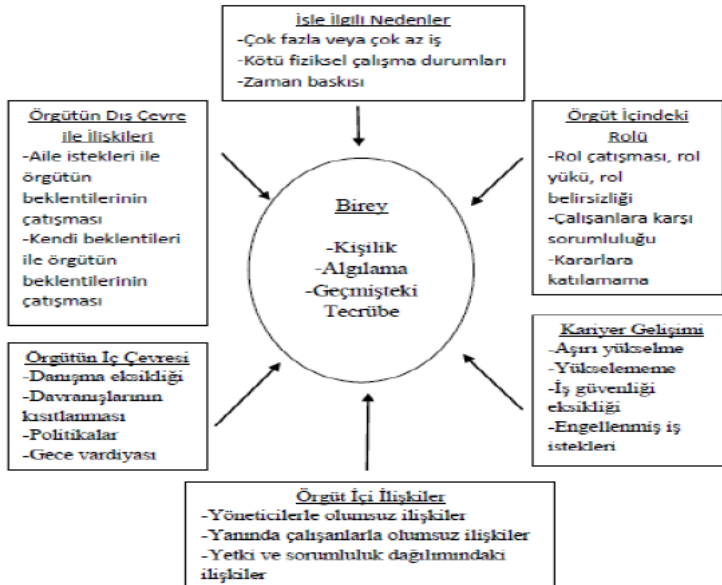 İşle İlgili Nedenler
-Çok fazla veya çok az iş
-Kötü fiziksel çalışma durumları
-Zaman baskısı
Örgütün Dış Çevre
ile İlişkileri
-Aile istekleri ile
örgütün
beklentilerinin
çatışması
-Kendi beklentileri
ile örgütün
beklentilerinin
çatışması
Örgüt İçindeki
Rolü
-Rol çatışması, rol
yükü, rol
belirsizliği
-Çalışanlara karşı
sorumluluğu
-Kararlara
katılamama
Birey
-Kişilik
-Algılama
-Geçmişteki
Tecrübe
Örgütün İç Çevresi
-Danışma eksikliği
-Davranışlarının
kısıtlanması
-Politikalar
-Gece vardiyası
Kariyer Gelişimi
-Aşırı yükselme
-Yükselememe
-İş güvenliği
eksikliği
-Engellenmiş iş
istekleri
Örgüt İçi İlişkiler
-Yöneticilerle olumsuz ilişkiler
-Yanında çalışanlarla olumsuz ilişkiler
-Yetki ve sorumluluk dağılımındaki
ilişkiler